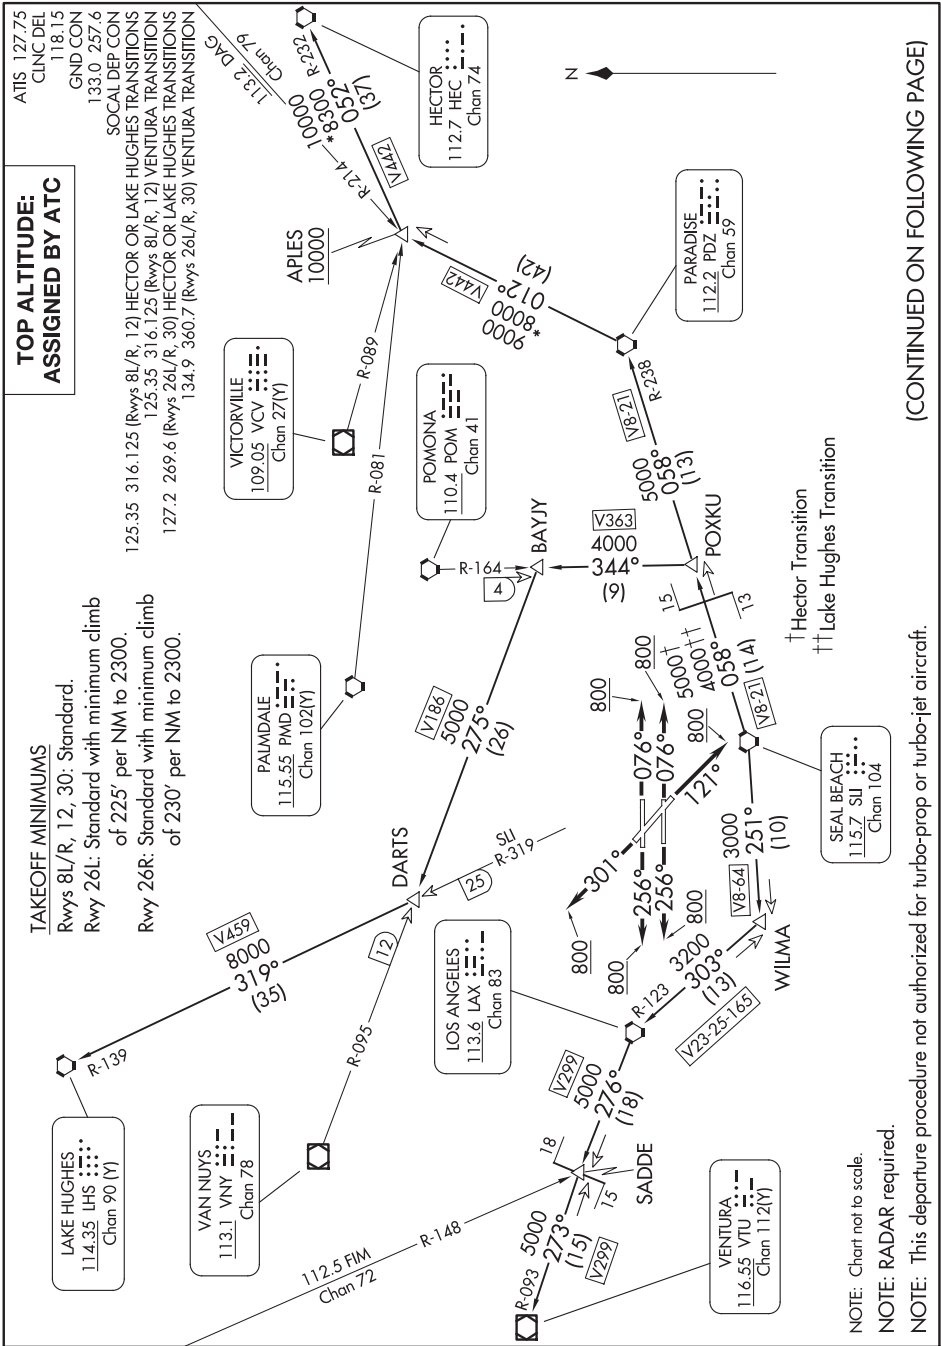 TOP ALTITUDE:
ASSIGNED BY ATC
ATIS 127.75
CLNC DEL
118.15
GND CON
133.0 257.6
SOCAL DEP CON
125.35 316.125 (Rwys 8L/R, 12) HECTOR OR LAKE HUGHES TRANSITIONS
125.35 316.125 (Rwys 8L/R, 12) VENTURA TRANSITION
127.2 269.6 (Rwys 26L/R, 30) HECTOR OR LAKE HUGHES TRANSITIONS
134.9 360.7 (Rwys 26L/R, 30) VENTURA TRANSITION
TAKEOFF MINIMUMS
Rwys 8L/R, 12, 30: Standard.
Rwy 26L: Standard with minimum climb
of 225' per NM to 2300.
Rwy 26R: Standard with minimum climb
of 230' per NM to 2300.
LAKE HUGHES
114.35 LHS
Chan 90 (Y)
R-139
V459
8000
319°
(35)
VAN NUYS
113.1 VNY
Chan 78
R-095
12
DARTS
SLI
R-319
25
PALMDALE
115.55 PMD
Chan 102(Y)
R-081
VICTORVILLE
109.05 VCV
Chan 27(Y)
R-089
APLES
10000
113.2 DAG
Chan 79
R-214
10000
*8300
052°
(37)
R-232
V442
HECTOR
112.7 HEC
Chan 74
N
V442
9000
*8000
012°
(42)
POMONA
110.4 POM
Chan 41
R-164
4
BAYJY
V186
5000
275°
(26)
V363
4000
344°
(9)
PARADISE
112.2 PDZ
Chan 59
R-238
V8-21
5000
058°
(13)
POXKU
15
13
5000†
4000††
058°
(14)
V8-21
†Hector Transition
††Lake Hughes Transition
800
800
800
076°
076°
121°
301°
256°
256°
800
800
800
SEAL BEACH
115.7 SLI
Chan 104
3000
251°
(10)
V8-64
WILMA
3200
303°
(13)
V23-25-165
R-123
LOS ANGELES
113.6 LAX
Chan 83
V299
5000
276°
(18)
18
15
SADDE
112.5 FIM
Chan 72
R-148
5000
273°
(15)
V299
R-093
VENTURA
116.55 VTU
Chan 112(Y)
NOTE: Chart not to scale.
NOTE: RADAR required.
NOTE: This departure procedure not authorized for turbo-prop or turbo-jet aircraft.
(CONTINUED ON FOLLOWING PAGE)